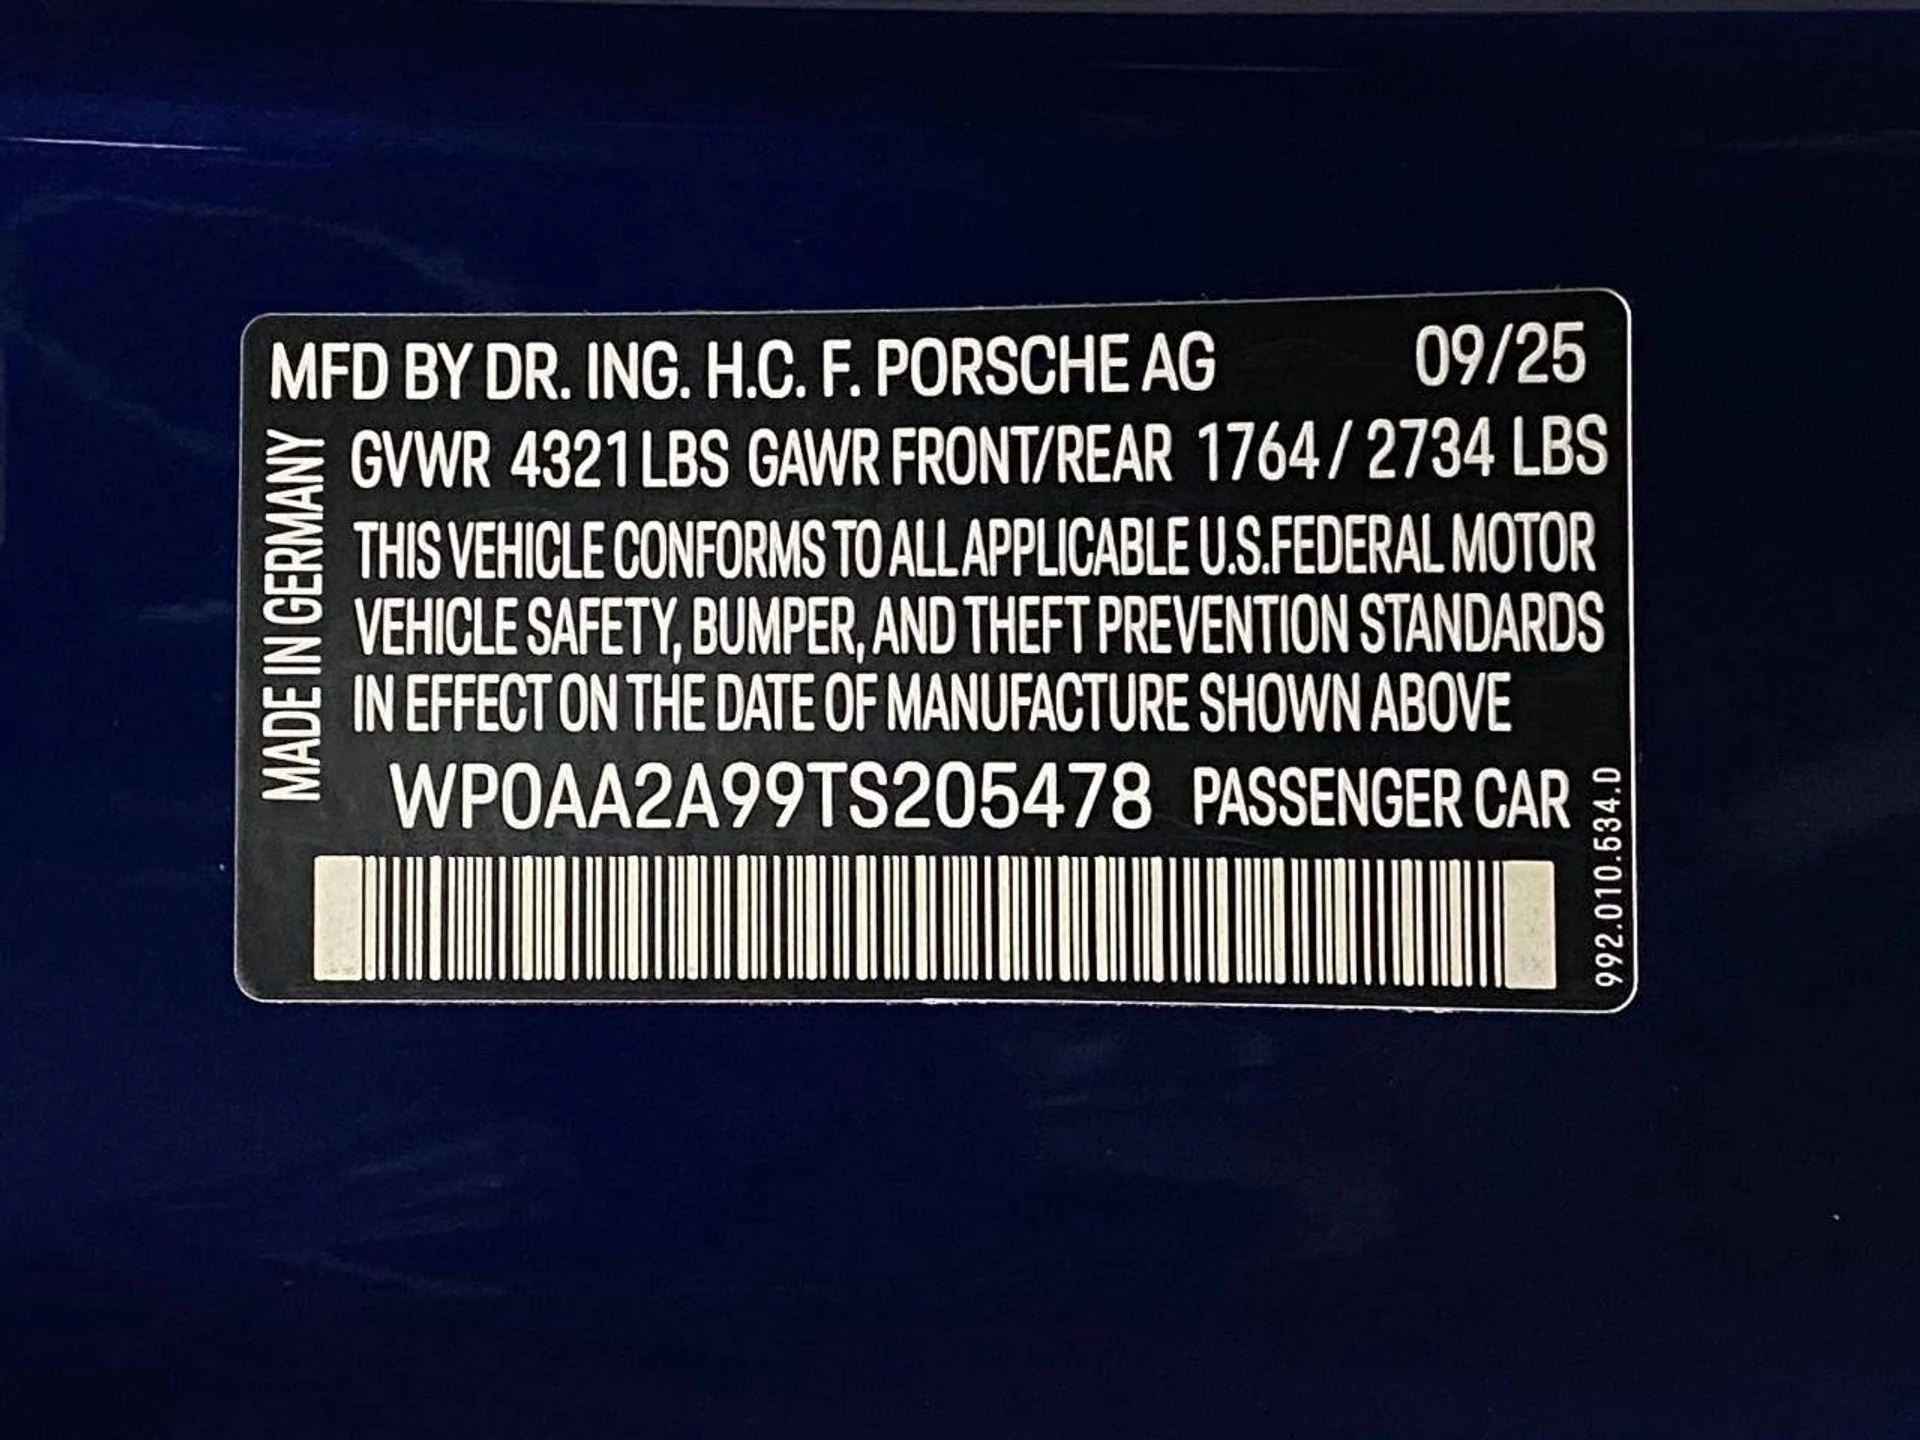 MFD BY DR. ING. H.C. F. PORSCHE AG 09/25
GVWR 4321 LBS GAWR FRONT/REAR 1764 / 2734 LBS
THIS VEHICLE CONFORMS TO ALL APPLICABLE U.S.FEDERAL MOTOR
VEHICLE SAFETY, BUMPER, AND THEFT PREVENTION STANDARDS
IN EFFECT ON THE DATE OF MANUFACTURE SHOWN ABOVE
WP0AA2A99TS205478 PASSENGER CAR
MADE IN GERMANY
992.010.534.D